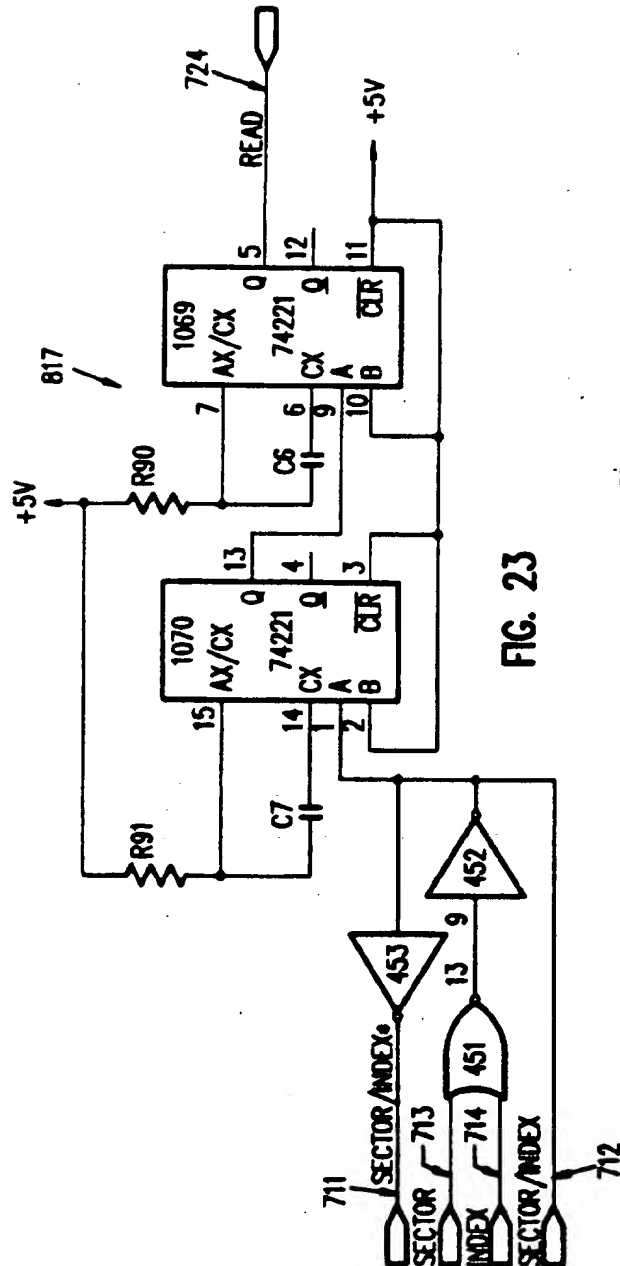 817
+5V
R91
R90
1070
AX/CX
74221
CX
A
B
Q
Q
CLR
15
14
1
2
13
4
3
C7
1069
AX/CX
74221
CX
A
B
Q
Q
CLR
7
6
9
10
5
12
11
C6
READ
724
+5V
453
452
451
9
13
711
SECTOR/INDEX*
SECTOR
713
INDEX
714
SECTOR/INDEX
712
FIG. 23